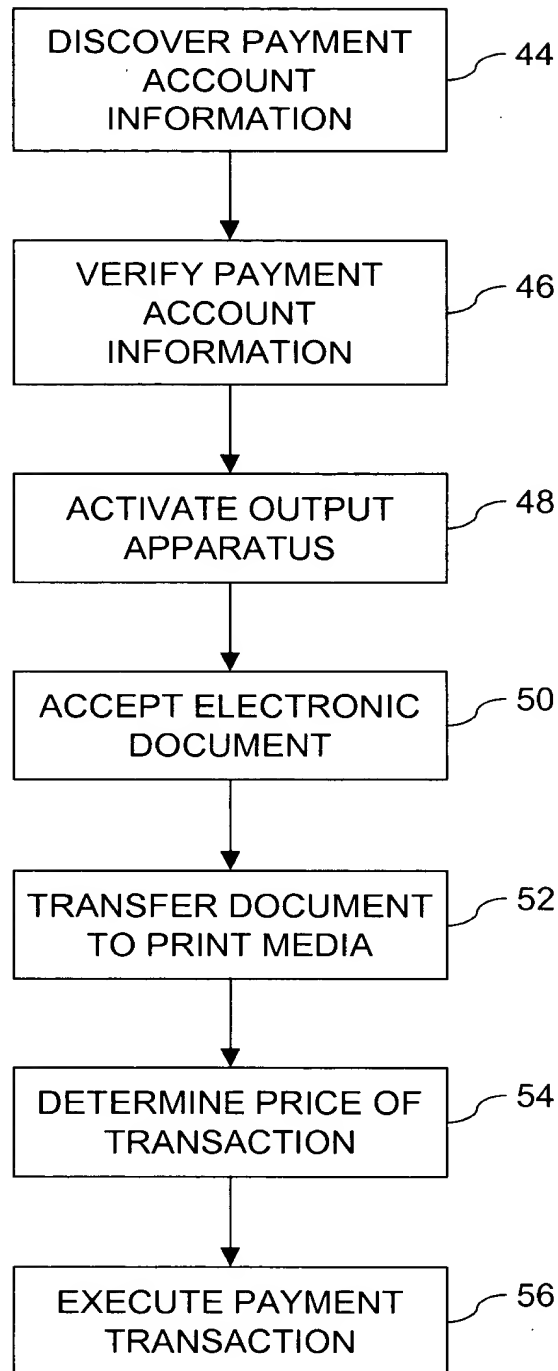 DISCOVER PAYMENT
ACCOUNT
INFORMATION
44
VERIFY PAYMENT
ACCOUNT
INFORMATION
46
ACTIVATE OUTPUT
APPARATUS
48
ACCEPT ELECTRONIC
DOCUMENT
50
TRANSFER DOCUMENT
TO PRINT MEDIA
52
DETERMINE PRICE OF
TRANSACTION
54
EXECUTE PAYMENT
TRANSACTION
56